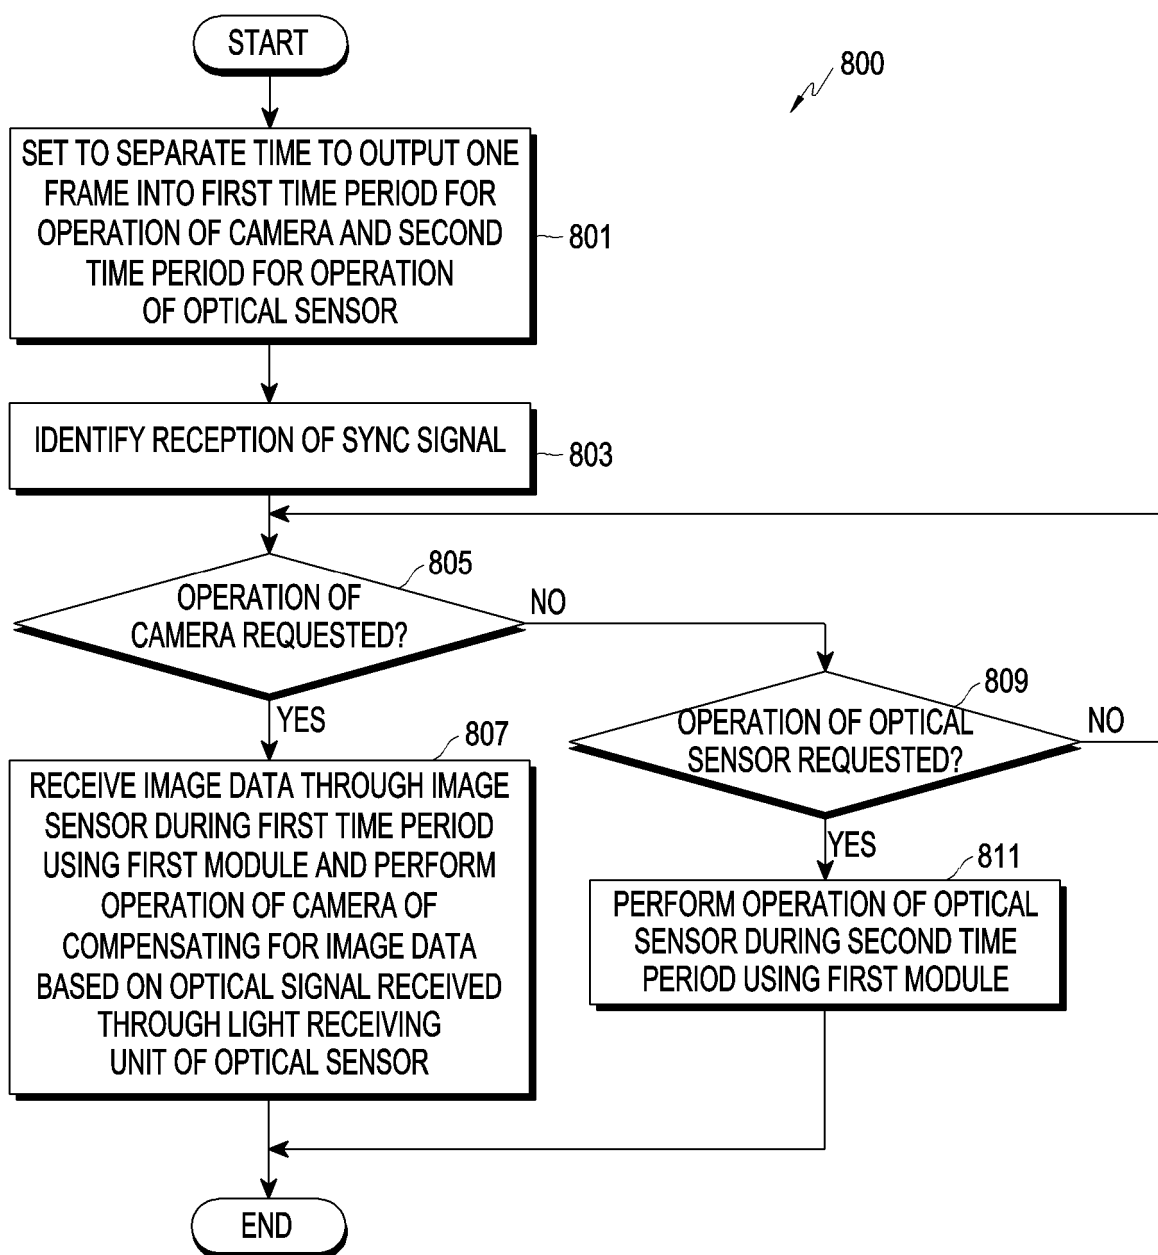 START
800
SET TO SEPARATE TIME TO OUTPUT ONE
FRAME INTO FIRST TIME PERIOD FOR
OPERATION OF CAMERA AND SECOND
TIME PERIOD FOR OPERATION
OF OPTICAL SENSOR
801
IDENTIFY RECEPTION OF SYNC SIGNAL
803
805
OPERATION OF
CAMERA REQUESTED?
NO
YES
809
OPERATION OF OPTICAL
SENSOR REQUESTED?
NO
YES
807
RECEIVE IMAGE DATA THROUGH IMAGE
SENSOR DURING FIRST TIME PERIOD
USING FIRST MODULE AND PERFORM
OPERATION OF CAMERA OF
COMPENSATING FOR IMAGE DATA
BASED ON OPTICAL SIGNAL RECEIVED
THROUGH LIGHT RECEIVING
UNIT OF OPTICAL SENSOR
811
PERFORM OPERATION OF OPTICAL
SENSOR DURING SECOND TIME
PERIOD USING FIRST MODULE
END